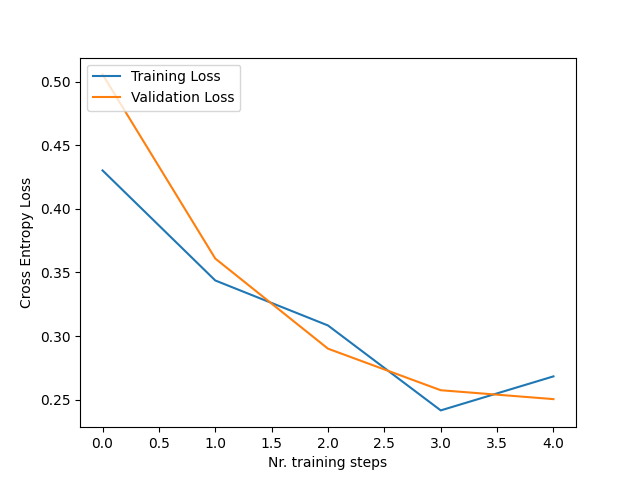 Training Loss
Validation Loss
0.50
0.45
0.40
0.35
0.30
0.25
Cross Entropy Loss
0.0 0.5 1.0 1.5 2.0 2.5 3.0 3.5 4.0
Nr. training steps